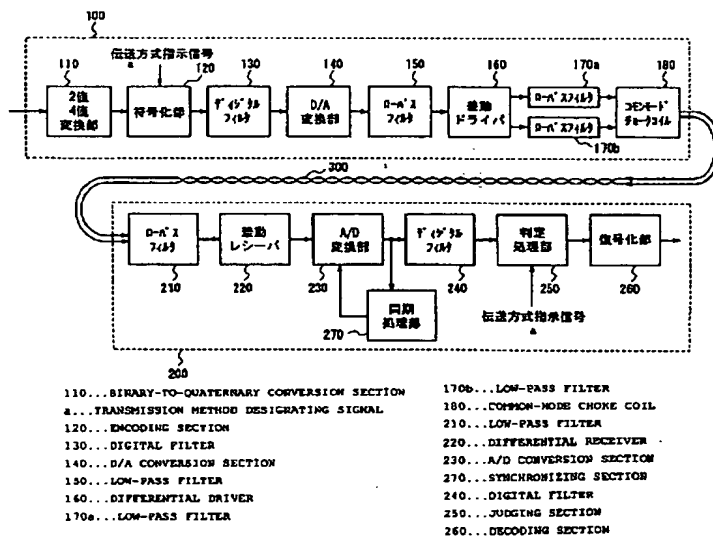 100
伝送方式指示信号
a
110
120
130
140
150
160
170a
180
2値
4値
変換部
符号化部
ディジタル
フィルタ
D/A
変換部
ローパス
フィルタ
差動
ドライバ
ローパスフィルタ
ローパスフィルタ
コモンモード
チョークコイル
170b
300
ローパス
フィルタ
差動
レシーバ
A/D
変換部
ディジタル
フィルタ
判定
処理部
復号化部
210
220
230
240
250
260
同期
処理部
270
伝送方式指示信号
a
200
110...BINARY-TO-QUATERNARY CONVERSION SECTION
a...TRANSMISSION METHOD DESIGNATING SIGNAL
120...ENCODING SECTION
130...DIGITAL FILTER
140...D/A CONVERSION SECTION
150...LOW-PASS FILTER
160...DIFFERENTIAL DRIVER
170a...LOW-PASS FILTER
170b...LOW-PASS FILTER
180...COMMON-MODE CHOKE COIL
210...LOW-PASS FILTER
220...DIFFERENTIAL RECEIVER
230...A/D CONVERSION SECTION
270...SYNCHRONIZING SECTION
240...DIGITAL FILTER
250...JUDGING SECTION
260...DECODING SECTION